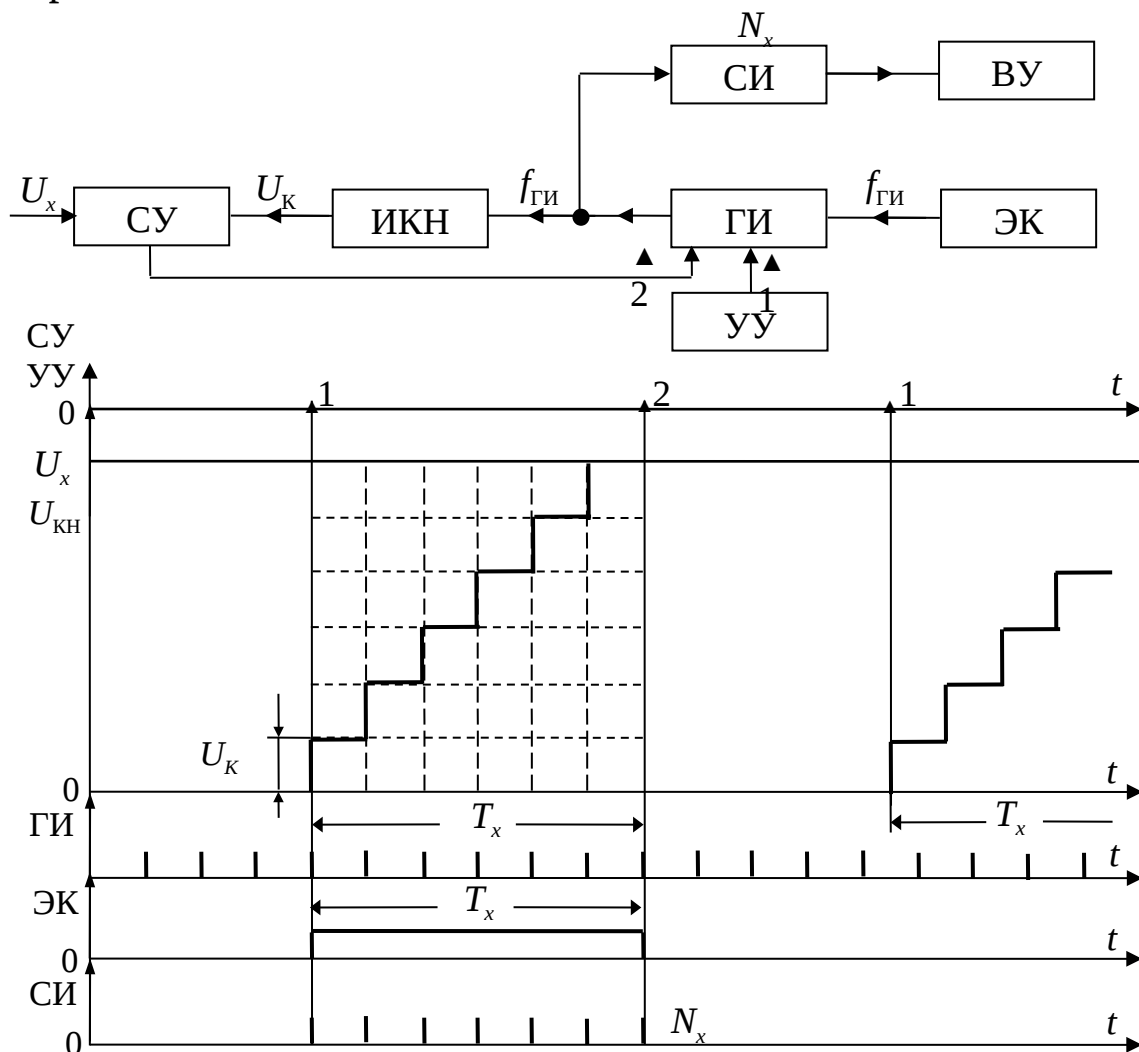 N_x
СИ ВУ
U_x U_К f_ГИ f_ГИ
СУ ИКН ГИ ЭК
2 1
УУ
СУ
УУ 1 2 1 t
0
U_x
U_КН
U_К
0 t
ГИ T_x T_x
t
ЭК T_x
0 t
СИ
N_x
0 t